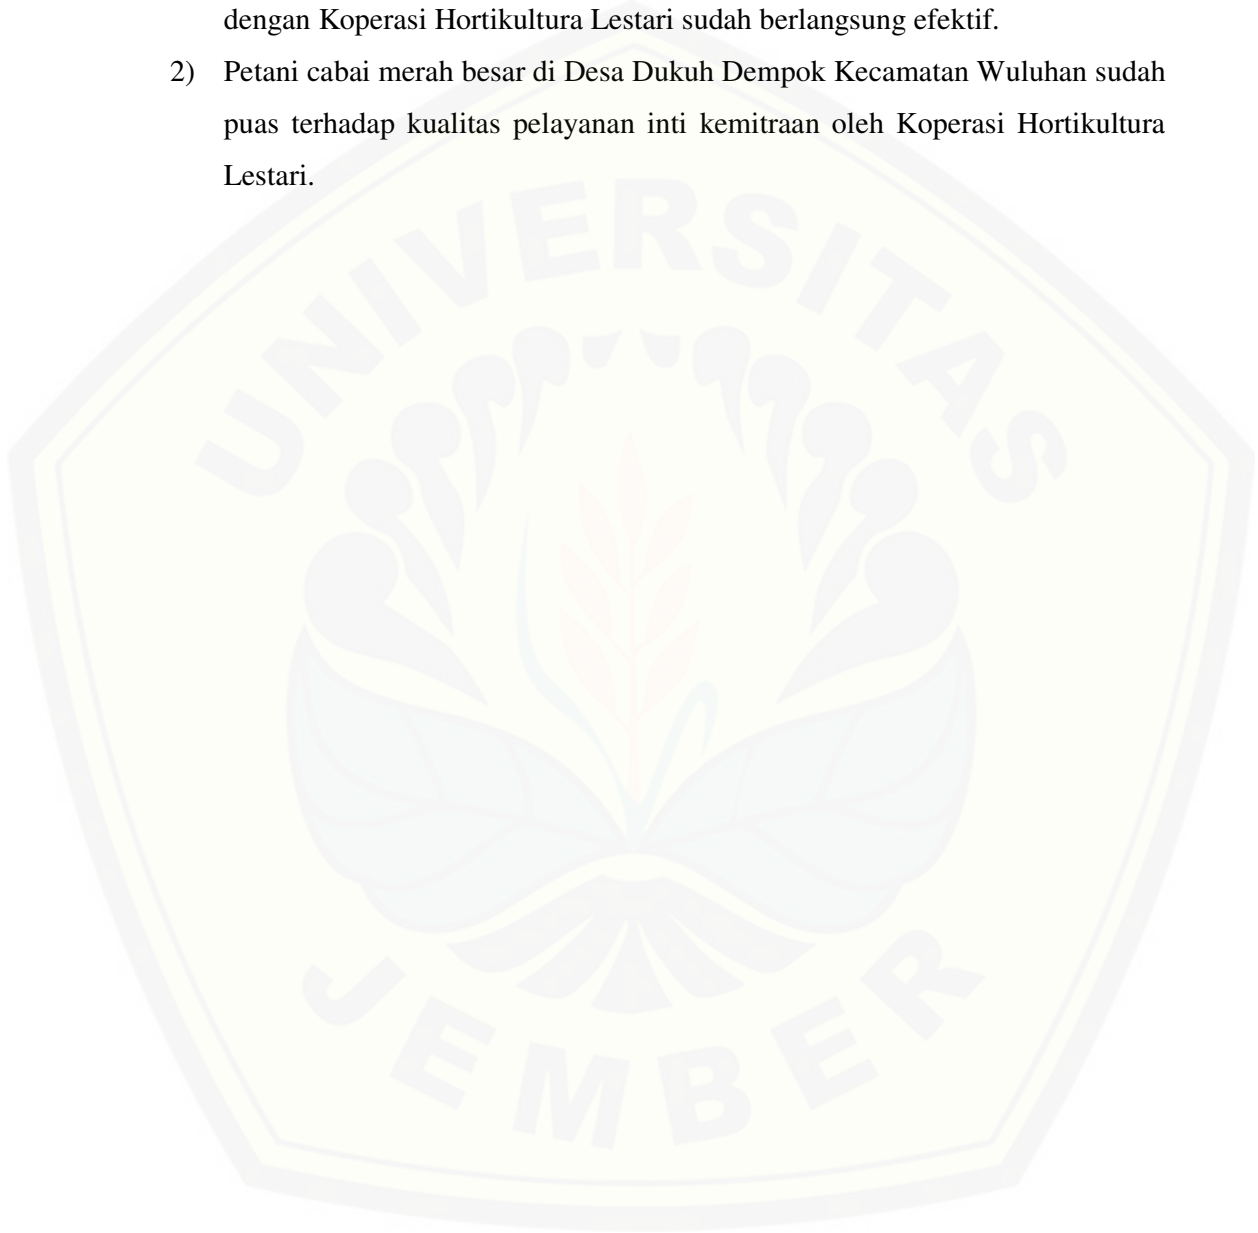 dengan Koperasi Hortikultura Lestari sudah berlangsung efektif.
2) Petani cabai merah besar di Desa Dukuh Dempok Kecamatan Wuluhan sudah
puas terhadap kualitas pelayanan inti kemitraan oleh Koperasi Hortikultura
Lestari.
UNIVERSITAS
JEMBER